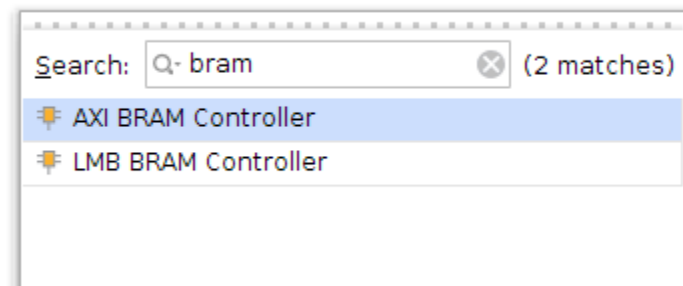 Search: bram (2 matches)
AXI BRAM Controller
LMB BRAM Controller